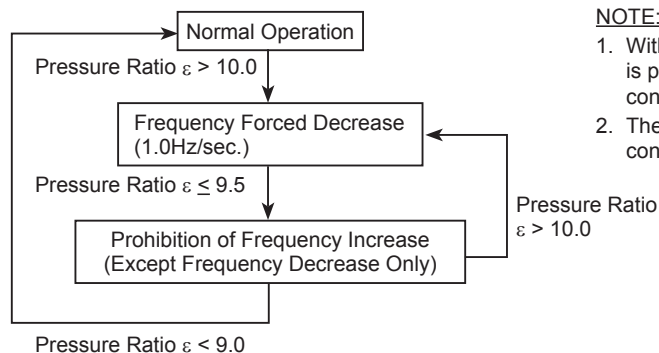 Normal Operation
Pressure Ratio ε > 10.0
Frequency Forced Decrease
(1.0Hz/sec.)
Pressure Ratio ε ≤ 9.5
Prohibition of Frequency Increase
(Except Frequency Decrease Only)
Pressure Ratio ε < 9.0
Pressure Ratio
ε > 10.0
NOTE:
1. With
is p
con
2. The
con